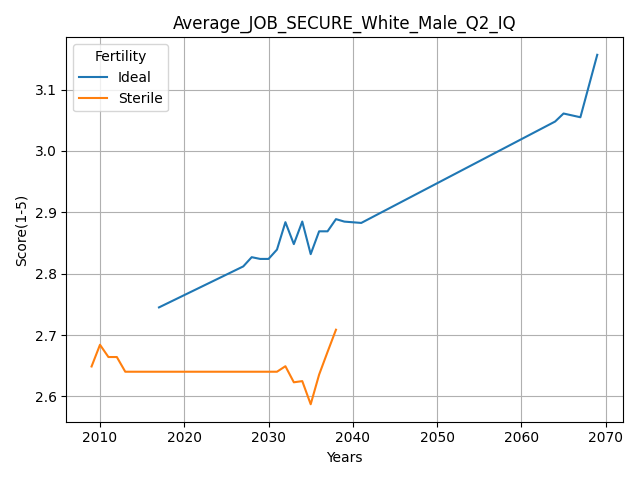 Average_JOB_SECURE_White_Male_Q2_IQ
Fertility
Ideal
Sterile
Score(1-5)
3.1
3.0
2.9
2.8
2.7
2.6
2010 2020 2030 2040 2050 2060 2070
Years